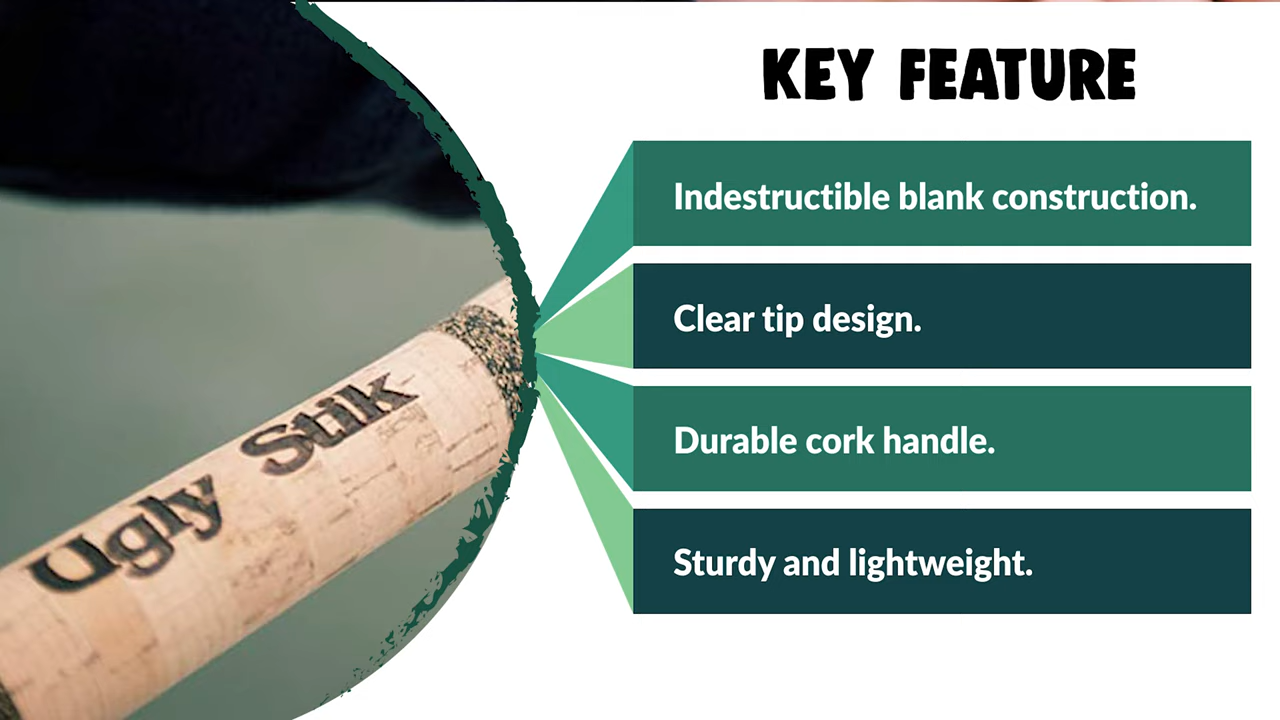 KEY FEATURE
Indestructible blank construction.
Clear tip design.
Durable cork handle.
Sturdy and lightweight.
Ugly Stik